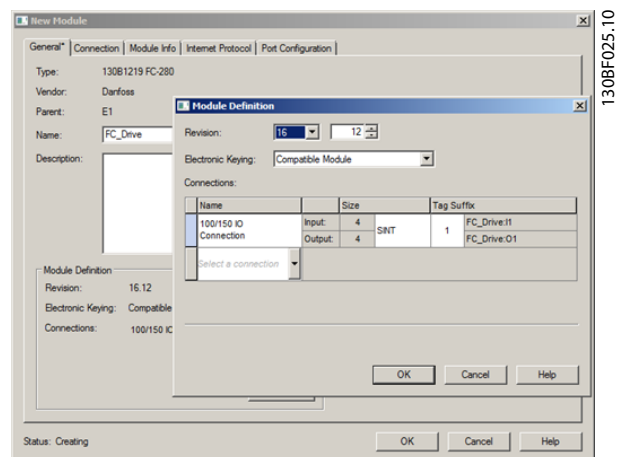 New Module
General* Connection Module Info Internet Protocol Port Configuration
Type: 130B1219 FC-280
Vendor: Danfoss
Parent: E1
Name: FC_Drive
Description:
Module Definition
Revision: 16.12
Electronic Keying: Compatible
Connections: 100/150 IO
Status: Creating
OK Cancel Help
Module Definition
Revision: 16 12
Electronic Keying: Compatible Module
Connections:
Name Size Tag Suffix
100/150 IO Connection Input: 4 SINT 1 FC_Drive:I1
Output: 4 FC_Drive:O1
Select a connection
OK Cancel Help
130BF025.10